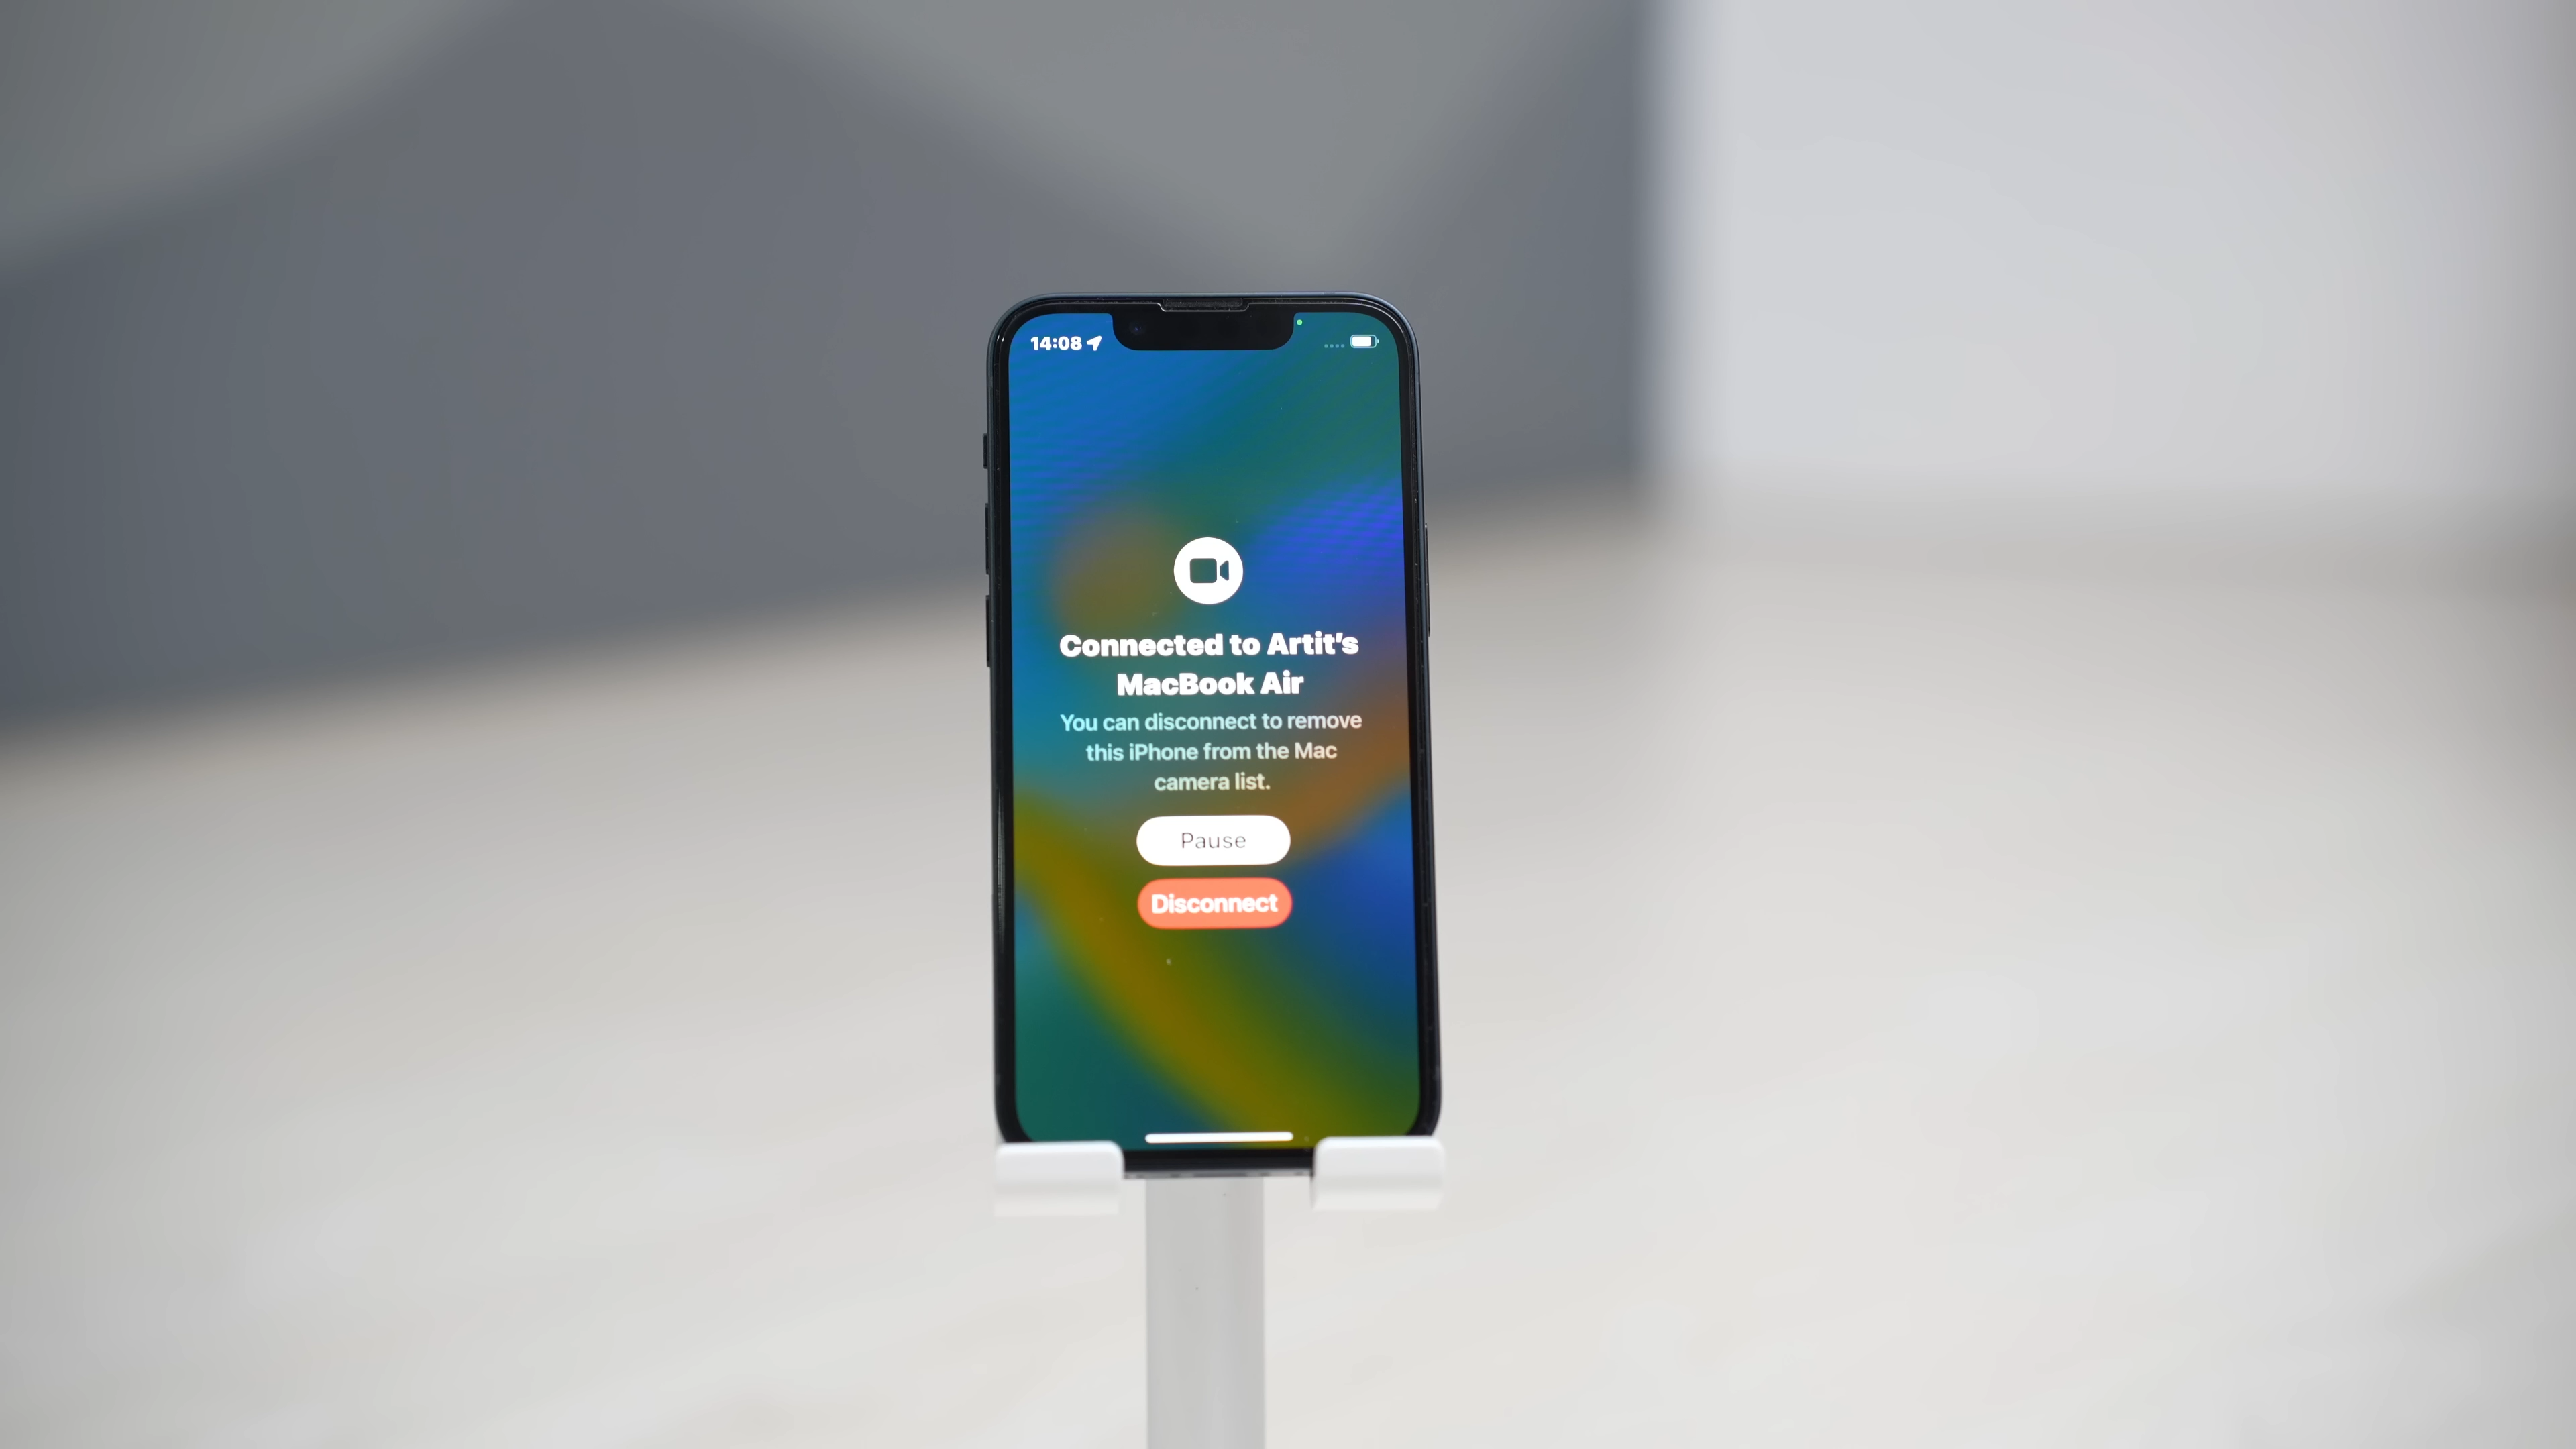 14:08
Connected to Artit's
MacBook Air
You can disconnect to remove
this iPhone from the Mac
camera list.
Pause
Disconnect